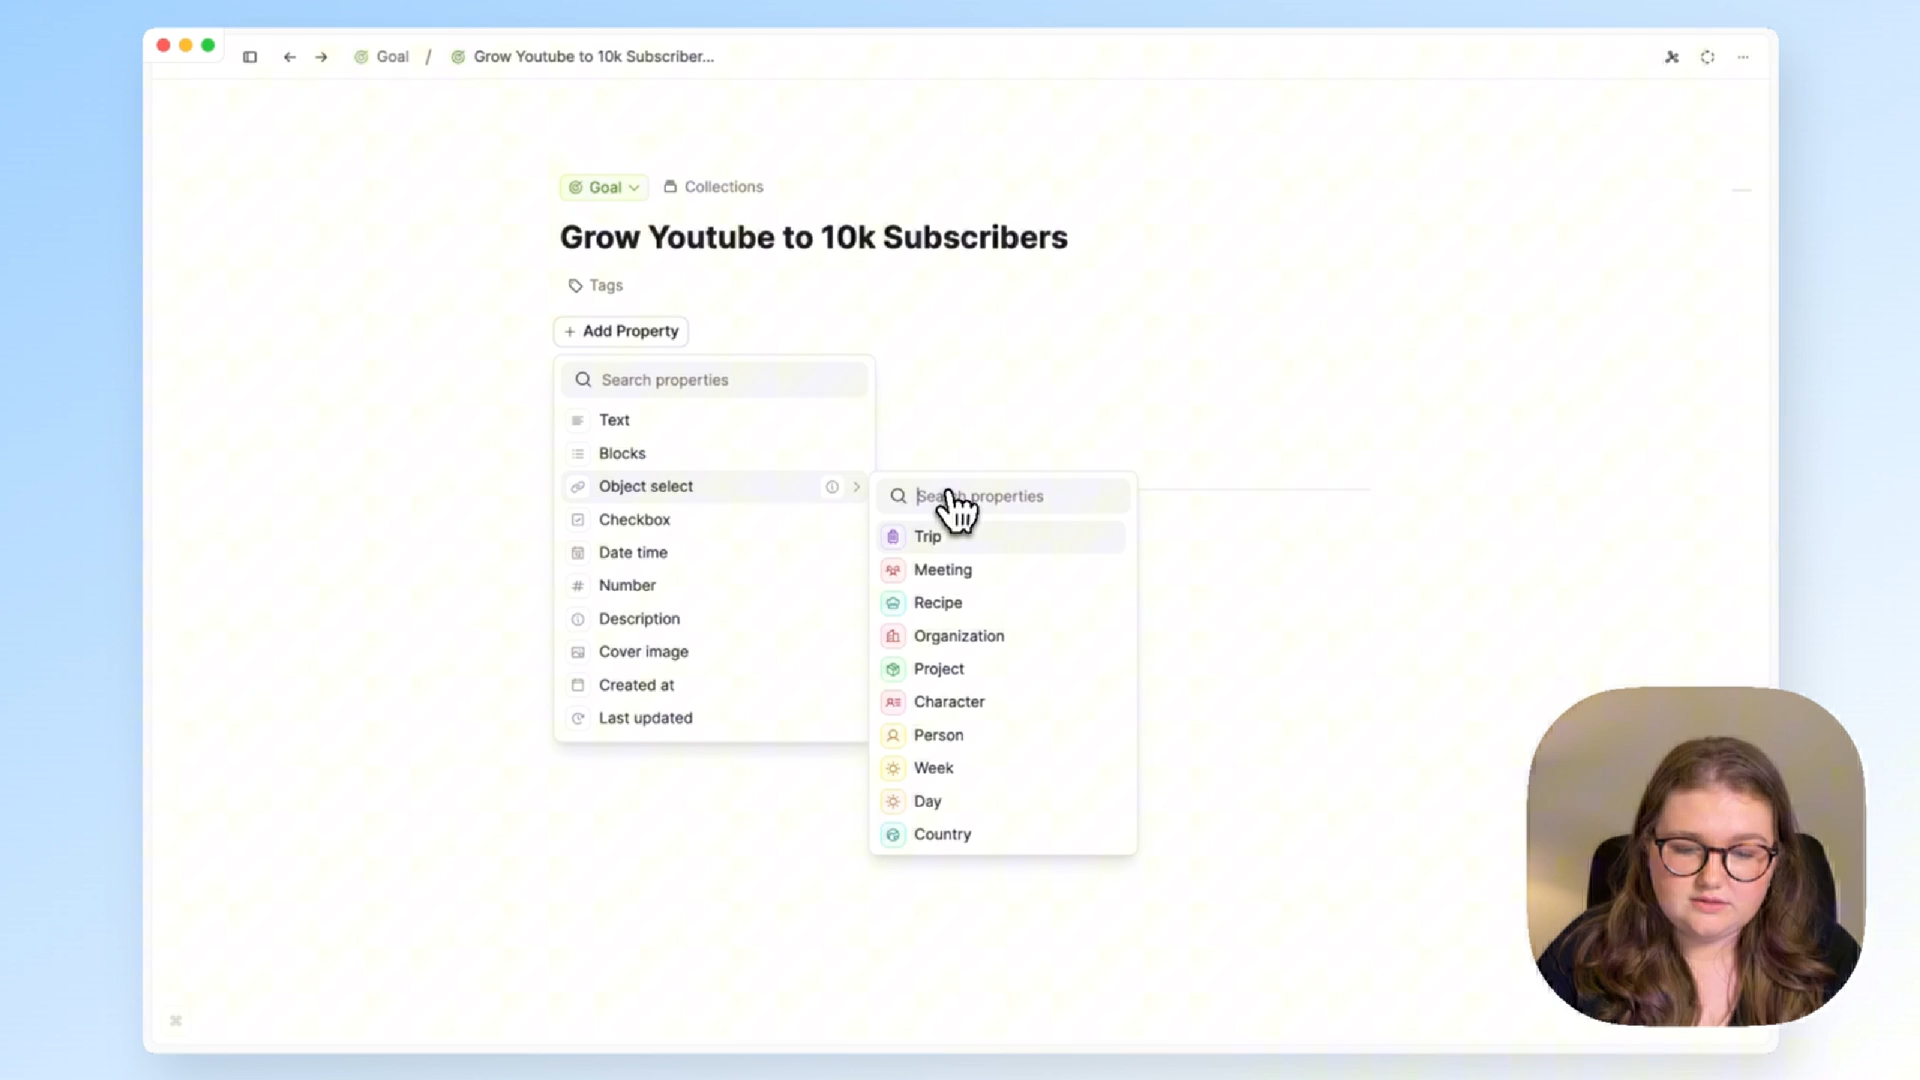 Goal / Grow Youtube to 10k Subscriber...
Goal Collections
Grow Youtube to 10k Subscribers
Tags
+ Add Property
Search properties
Text
Blocks
Object select
Checkbox
Date time
Number
Description
Cover image
Created at
Last updated
Search properties
Trip
Meeting
Recipe
Organization
Project
Character
Person
Week
Day
Country